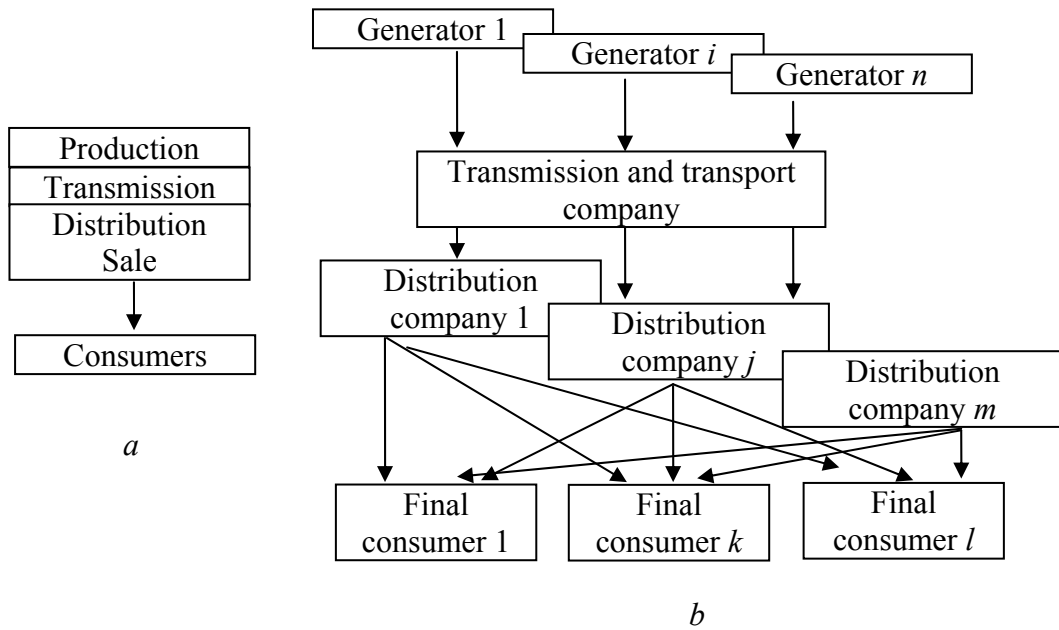 Production
Transmission
Distribution
Sale
Consumers
a
Generator 1
Generator i
Generator n
Transmission and transport
company
Distribution
company 1
Distribution
company j
Distribution
company m
Final
consumer 1
Final
consumer k
Final
consumer l
b